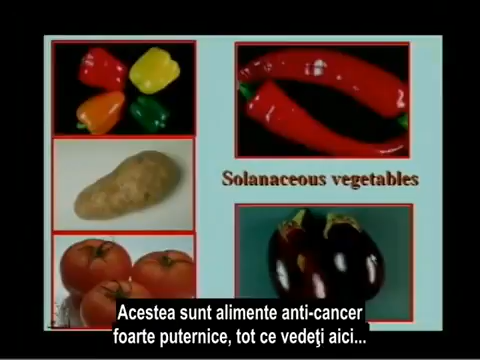 Solanaceous vegetables
Acestea sunt alimente anti-cancer
foarte puternice, tot ce vedeţi aici...